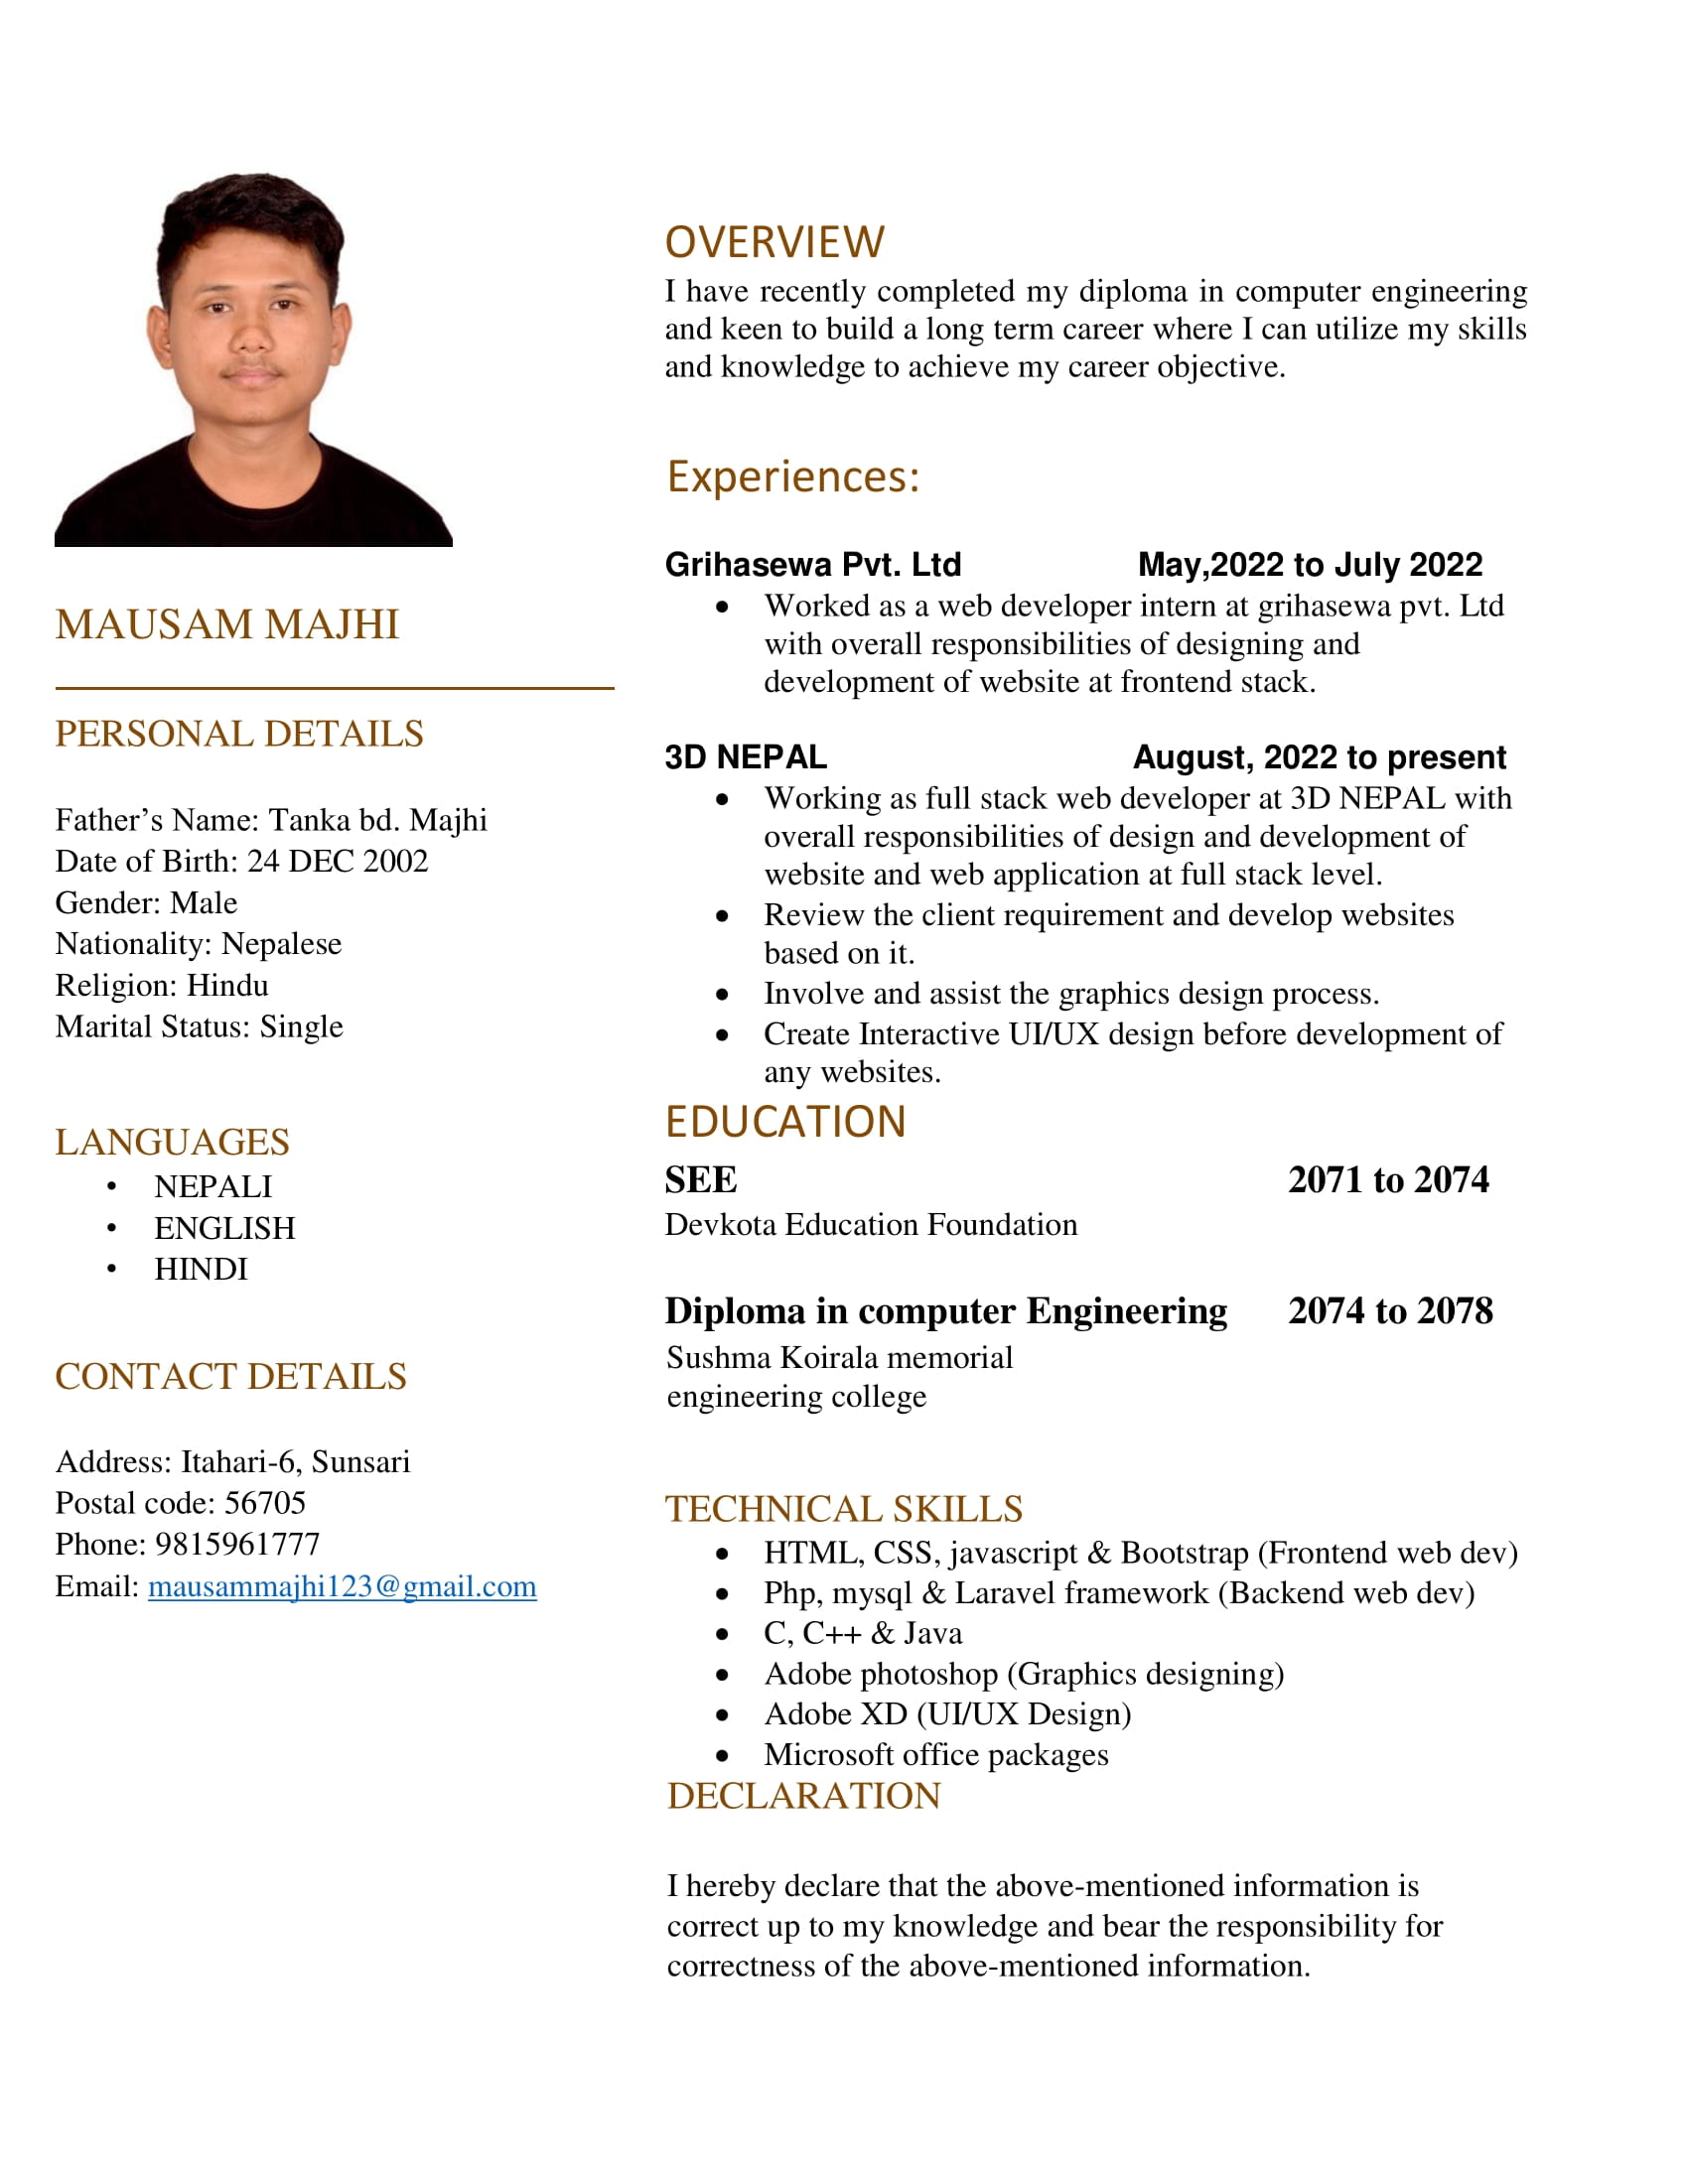 MAUSAM MAJHI
PERSONAL DETAILS
Father’s Name: Tanka bd. Majhi
Date of Birth: 24 DEC 2002
Gender: Male
Nationality: Nepalese
Religion: Hindu
Marital Status: Single
LANGUAGES
• NEPALI
• ENGLISH
• HINDI
CONTACT DETAILS
Address: Itahari-6, Sunsari
Postal code: 56705
Phone: 9815961777
Email: mausammajhi123@gmail.com
OVERVIEW
I have recently completed my diploma in computer engineering
and keen to build a long term career where I can utilize my skills
and knowledge to achieve my career objective.
Experiences:
Grihasewa Pvt. Ltd May,2022 to July 2022
• Worked as a web developer intern at grihasewa pvt. Ltd
with overall responsibilities of designing and
development of website at frontend stack.
3D NEPAL August, 2022 to present
• Working as full stack web developer at 3D NEPAL with
overall responsibilities of design and development of
website and web application at full stack level.
• Review the client requirement and develop websites
based on it.
• Involve and assist the graphics design process.
• Create Interactive UI/UX design before development of
any websites.
EDUCATION
SEE 2071 to 2074
Devkota Education Foundation
Diploma in computer Engineering 2074 to 2078
Sushma Koirala memorial
engineering college
TECHNICAL SKILLS
• HTML, CSS, javascript & Bootstrap (Frontend web dev)
• Php, mysql & Laravel framework (Backend web dev)
• C, C++ & Java
• Adobe photoshop (Graphics designing)
• Adobe XD (UI/UX Design)
• Microsoft office packages
DECLARATION
I hereby declare that the above-mentioned information is
correct up to my knowledge and bear the responsibility for
correctness of the above-mentioned information.